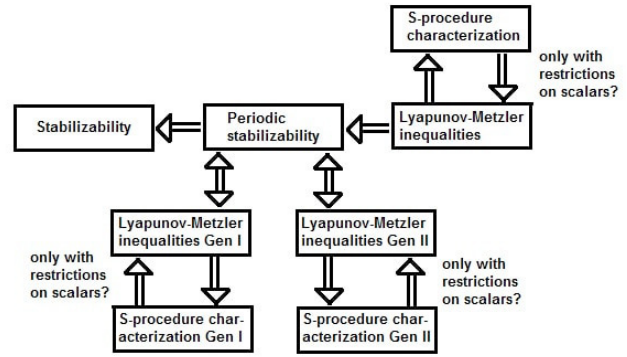 S-procedure
characterization
only with
restrictions
on scalars?
Stabilizability
Periodic
stabilizability
Lyapunov-Metzler
inequalities
Lyapunov-Metzler
inequalities Gen I
Lyapunov-Metzler
inequalities Gen II
only with
restrictions
on scalars?
only with
restrictions
on scalars?
S-procedure char-
acterization Gen I
S-procedure char-
acterization Gen II